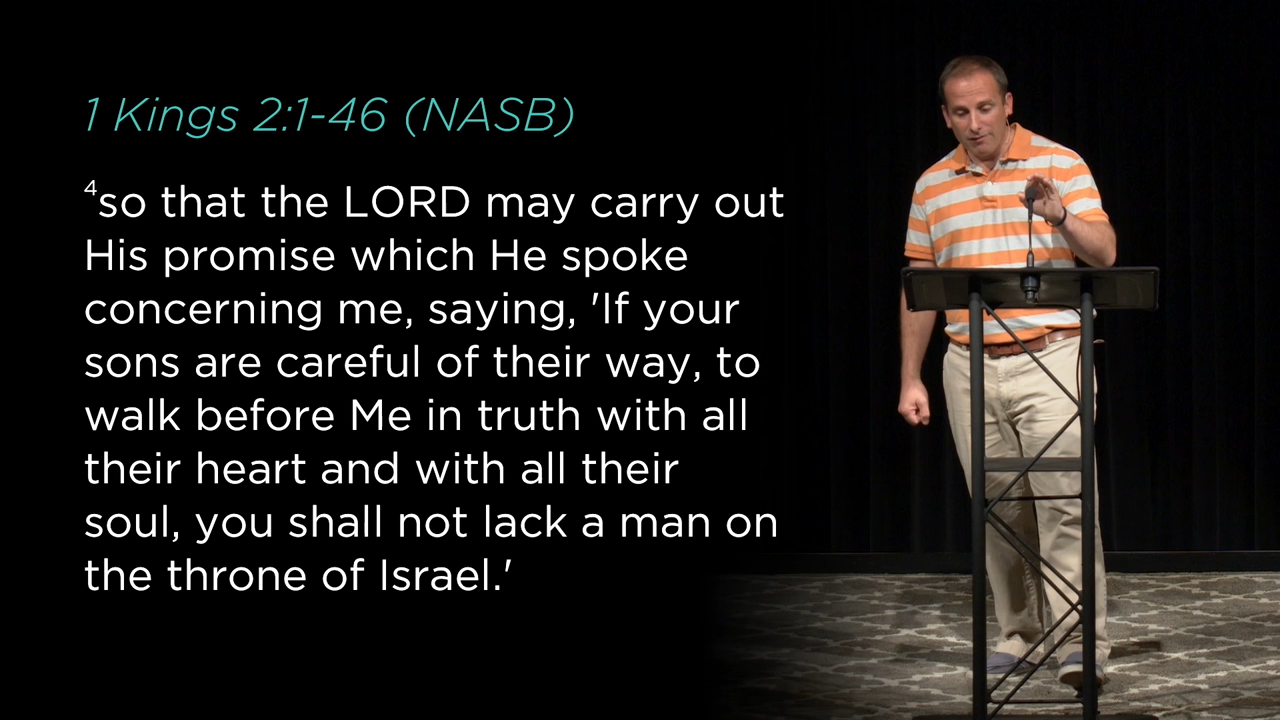 1 Kings 2:1-46 (NASB)
4so that the LORD may carry out
His promise which He spoke
concerning me, saying, 'If your
sons are careful of their way, to
walk before Me in truth with all
their heart and with all their
soul, you shall not lack a man on
the throne of Israel.'